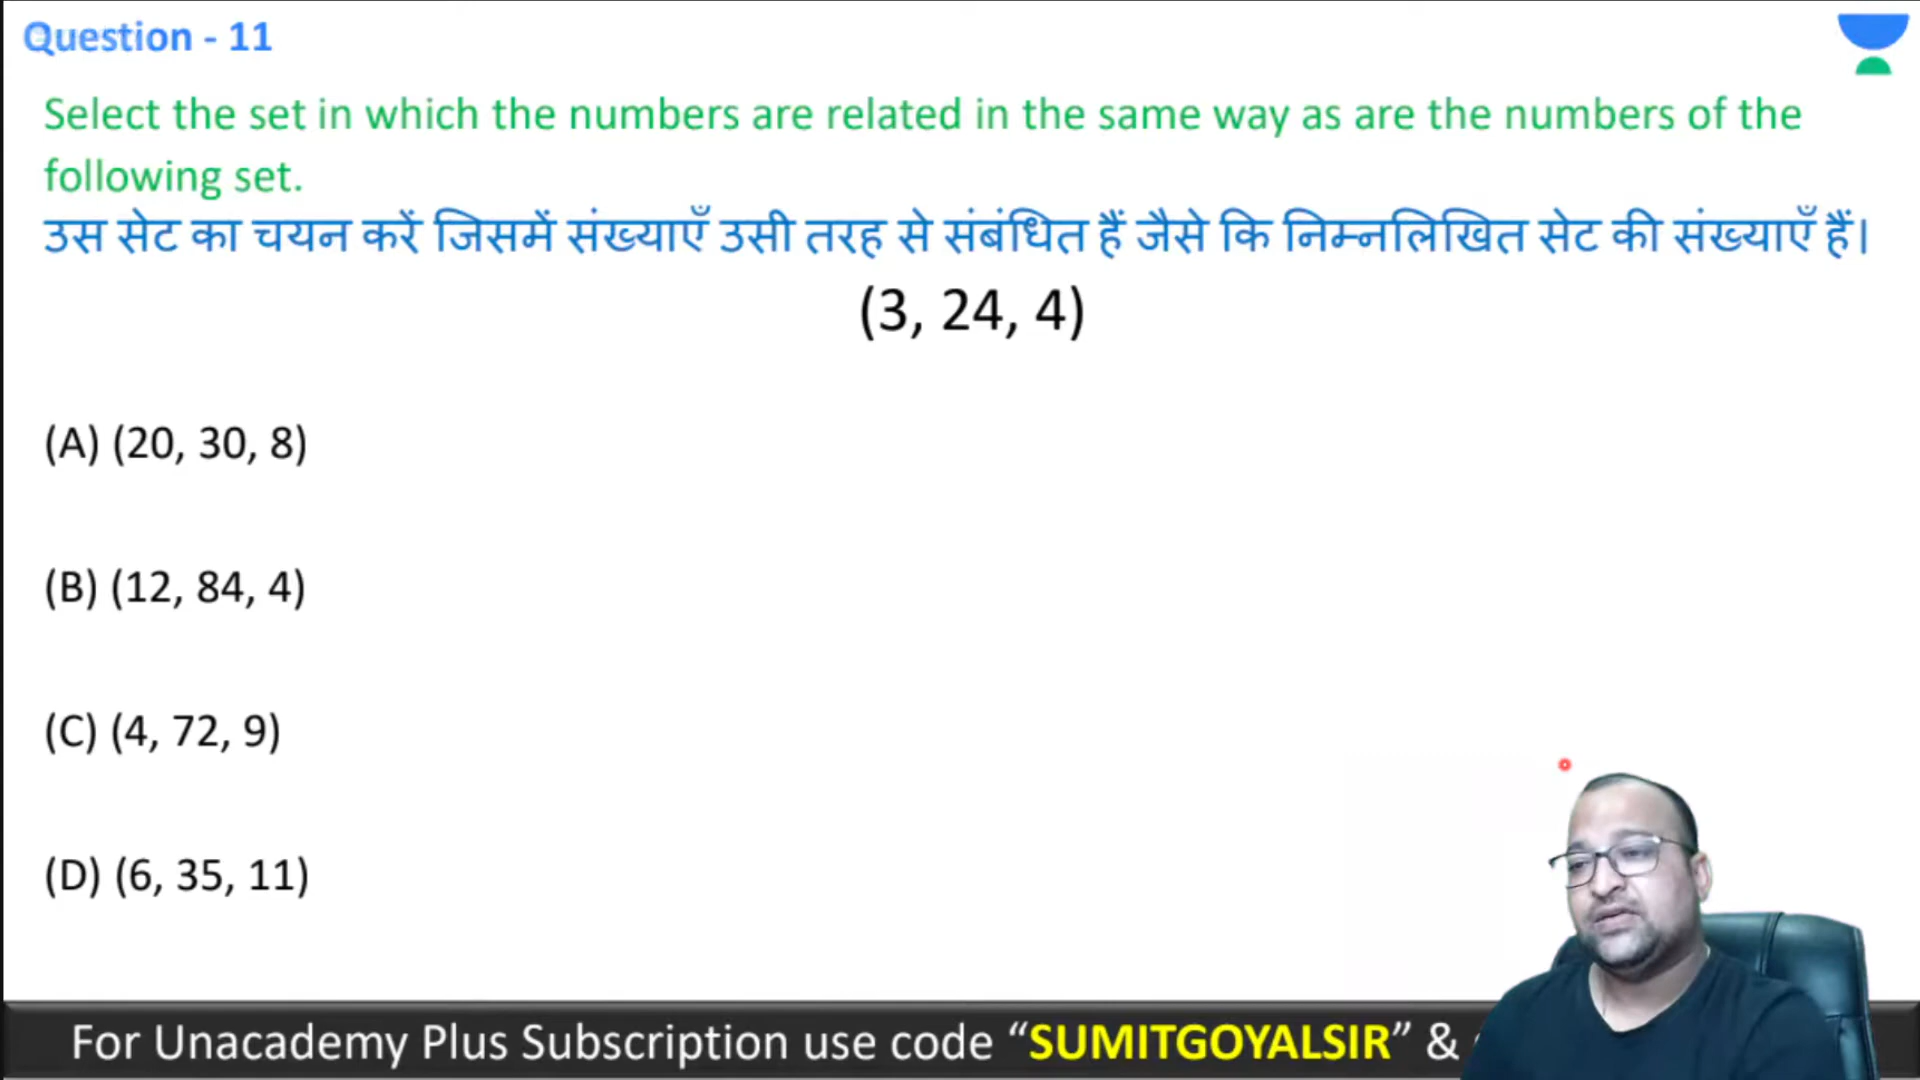 Question - 11
Select the set in which the numbers are related in the same way as are the numbers of the
following set.
उस सेट का चयन करें जिसमें संख्याएँ उसी तरह से संबंधित हैं जैसे कि निम्नलिखित सेट की संख्याएँ हैं।
(3, 24, 4)
(A) (20, 30, 8)
(B) (12, 84, 4)
(C) (4, 72, 9)
(D) (6, 35, 11)
For Unacademy Plus Subscription use code “SUMITGOYALSIR” &